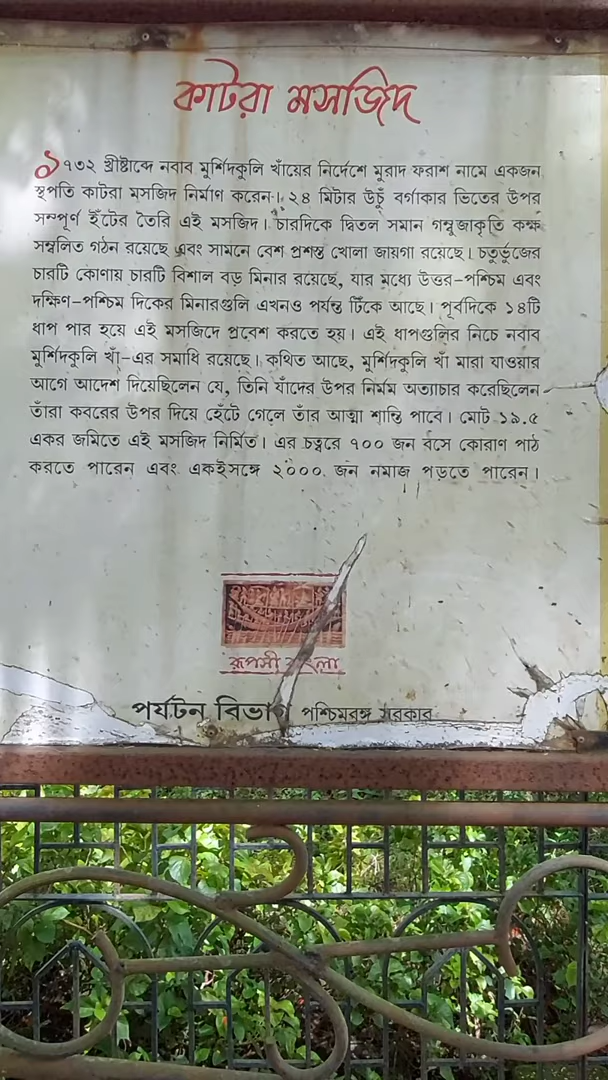 কাটরা মসজিদ
১৭৩২ খ্রীষ্টাব্দে নবাব মুর্শিদকুলি খাঁয়ের নির্দেশে মুরাদ ফরাশ নামে একজন
স্থপতি কাটরা মসজিদ নির্মাণ করেন। ২৪ মিটার উচুঁ বর্গাকার ভিতের উপর
সম্পূর্ণ ইঁটের তৈরি এই মসজিদ। চারদিকে দ্বিতল সমান গম্বুজাকৃতি কক্ষ
সম্বলিত গঠন রয়েছে এবং সামনে বেশ প্রশস্ত খোলা জায়গা রয়েছে। চতুর্ভুজের
চারটি কোণায় চারটি বিশাল বড় মিনার রয়েছে, যার মধ্যে উত্তর-পশ্চিম এবং
দক্ষিণ-পশ্চিম দিকের মিনারগুলি এখনও পর্যন্ত টিকে আছে। পূর্বদিকে ১৪টি
ধাপ পার হয়ে এই মসজিদে প্রবেশ করতে হয়। এই ধাপগুলির নিচে নবাব
মুর্শিদকুলি খাঁ-এর সমাধি রয়েছে। কথিত আছে, মুর্শিদকুলি খাঁ মারা যাওয়ার
আগে আদেশ দিয়েছিলেন যে, তিনি যাঁদের উপর নির্মম অত্যাচার করেছিলেন
তাঁরা কবরের উপর দিয়ে হেঁটে গেলে তাঁর আত্মা শান্তি পাবে। মোট ১৯.৫
একর জমিতে এই মসজিদ নির্মিত। এর চত্বরে ৭০০ জন বসে কোরাণ পাঠ
করতে পারেন এবং একইসঙ্গে ২০০০ জন নমাজ পড়তে পারেন।
রূপসী বাংলা
পর্যটন বিভাগ পশ্চিমবঙ্গ সরকার